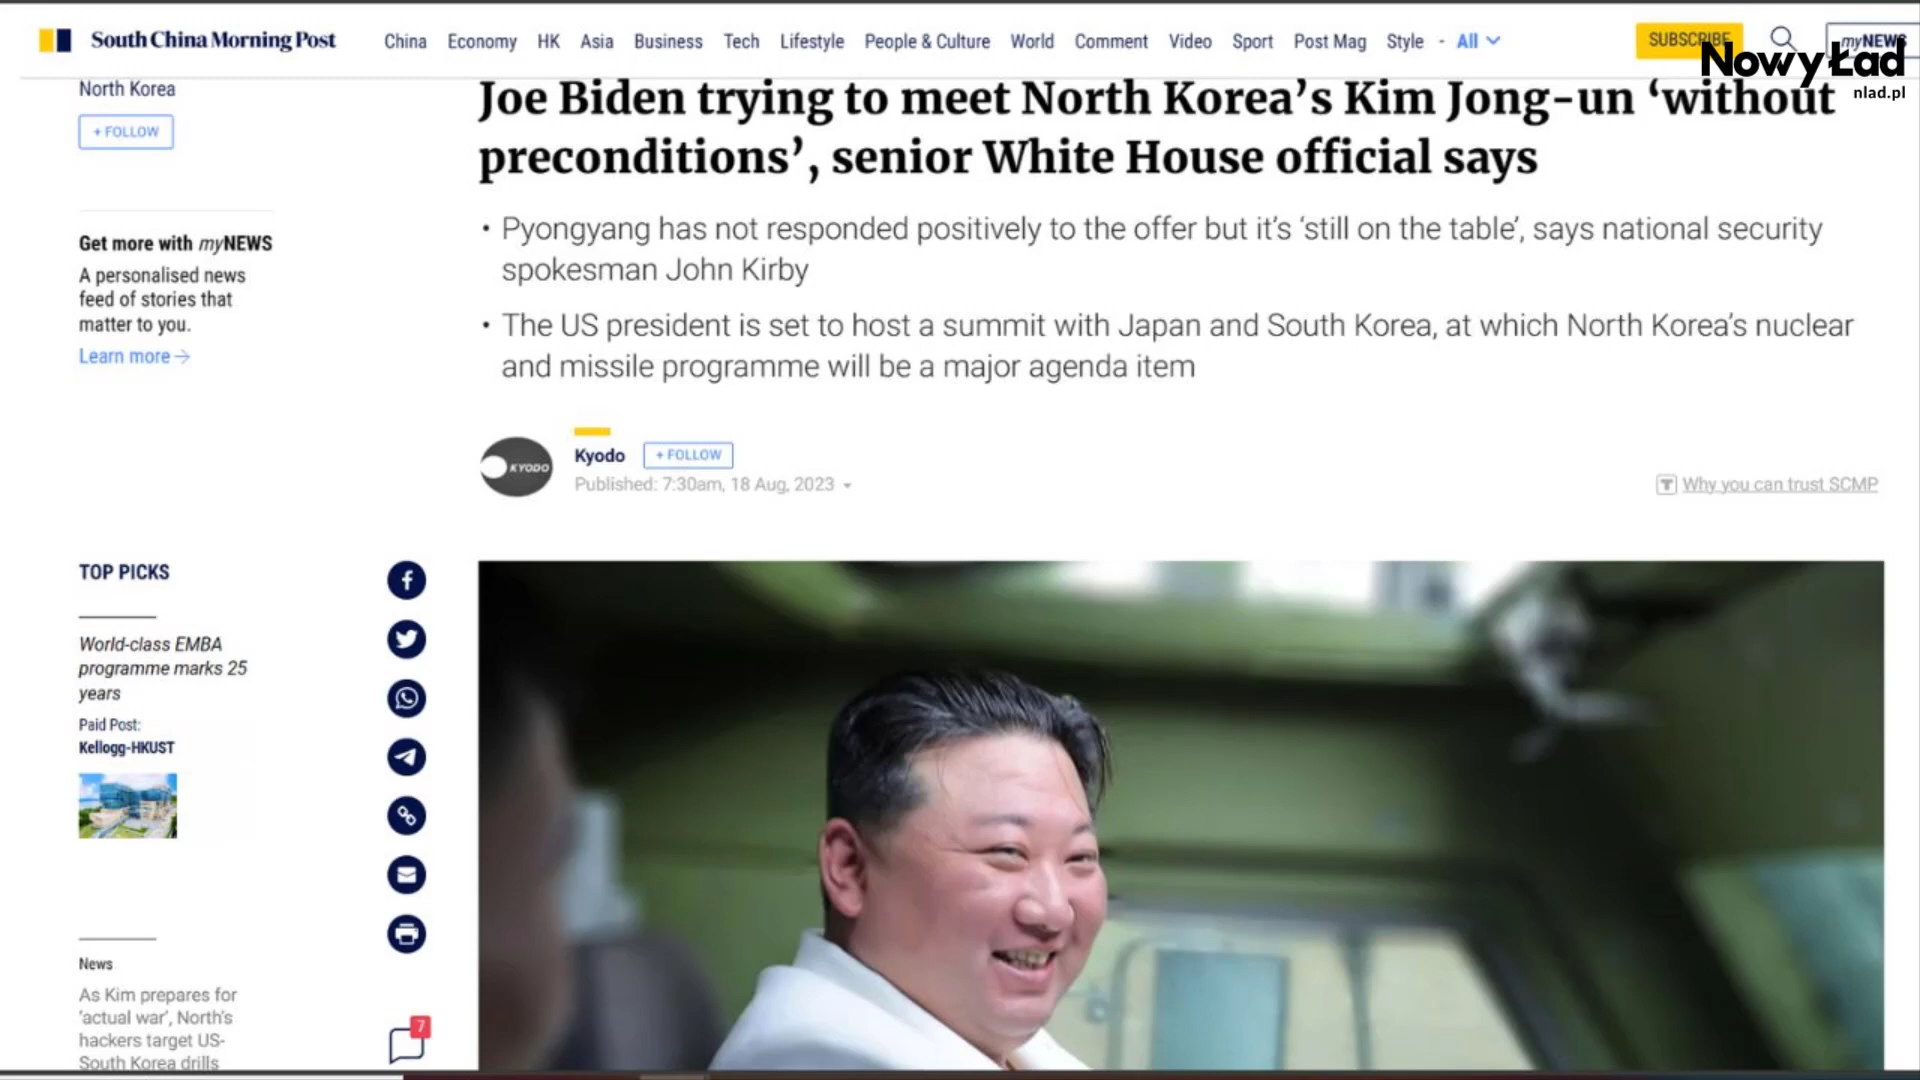 South China Morning Post
China Economy HK Asia Business Tech Lifestyle People & Culture World Comment Video Sport Post Mag Style - All
SUBSCRIBE
myNEWS
Nowy Ład
nlad.pl
North Korea
+ FOLLOW
Get more with myNEWS
A personalised news
feed of stories that
matter to you.
Learn more
Joe Biden trying to meet North Korea's Kim Jong-un 'without
preconditions', senior White House official says
• Pyongyang has not responded positively to the offer but it's 'still on the table', says national security
spokesman John Kirby
• The US president is set to host a summit with Japan and South Korea, at which North Korea's nuclear
and missile programme will be a major agenda item
KYODO
Kyodo
+ FOLLOW
Published: 7:30am, 18 Aug, 2023
Why you can trust SCMP
TOP PICKS
World-class EMBA
programme marks 25
years
Paid Post:
Kellogg-HKUST
News
As Kim prepares for
'actual war', North's
hackers target US-
South Korea drills
7